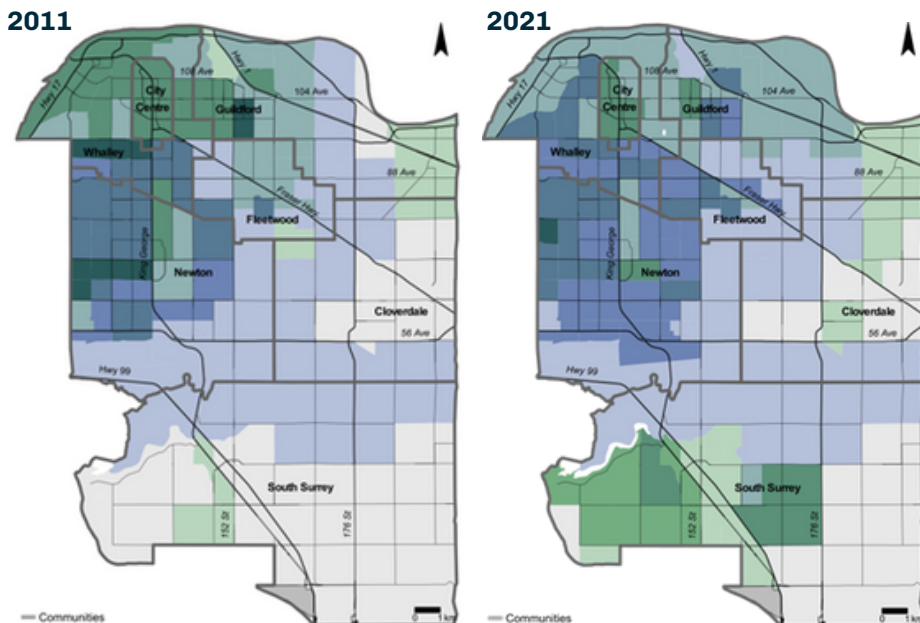 2011
2021
Hwy 17
108 Ave
Hwy 1
City
Centre
104 Ave
Guildford
Whalley
88 Ave
Fraser Hwy
Fleetwood
King George
Newton
Cloverdale
56 Ave
Hwy 99
South Surrey
152 St
176 St
Communities
0 1 km
Hwy 17
108 Ave
Hwy 1
City
Centre
104 Ave
Guildford
Whalley
88 Ave
Fraser Hwy
Fleetwood
King George
Newton
Cloverdale
56 Ave
Hwy 99
South Surrey
152 St
176 St
Communities
0 1 km